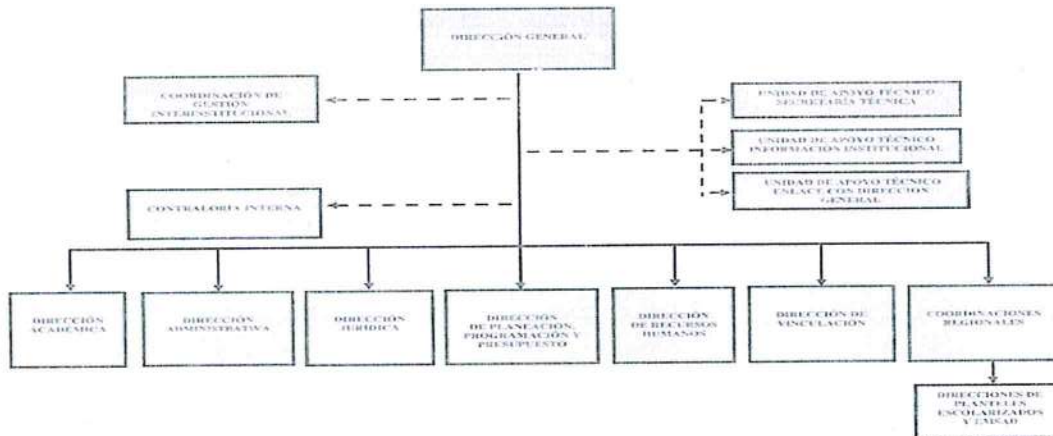 DIRECCIÓN GENERAL
COORDINACIÓN DE
GESTIÓN
INTERINSTITUCIONAL
UNIDAD DE APOYO TÉCNICO
SECRETARÍA TÉCNICA
UNIDAD DE APOYO TÉCNICO
INFORMACIÓN INSTITUCIONAL
UNIDAD DE APOYO TÉCNICO
ENLACE CON DIRECCIÓN
GENERAL
CONTRALORÍA INTERNA
DIRECCIÓN
ACADÉMICA
DIRECCIÓN
ADMINISTRATIVA
DIRECCIÓN
JURÍDICA
DIRECCIÓN
DE PLANEACIÓN,
PROGRAMACIÓN Y
PRESUPUESTO
DIRECCIÓN
DE RECURSOS
HUMANOS
DIRECCIÓN DE
VINCULACIÓN
COORDINACIONES
REGIONALES
DIRECCIONES DE
PLANTELES
ESCOLARIZADOS
Y EMSAD